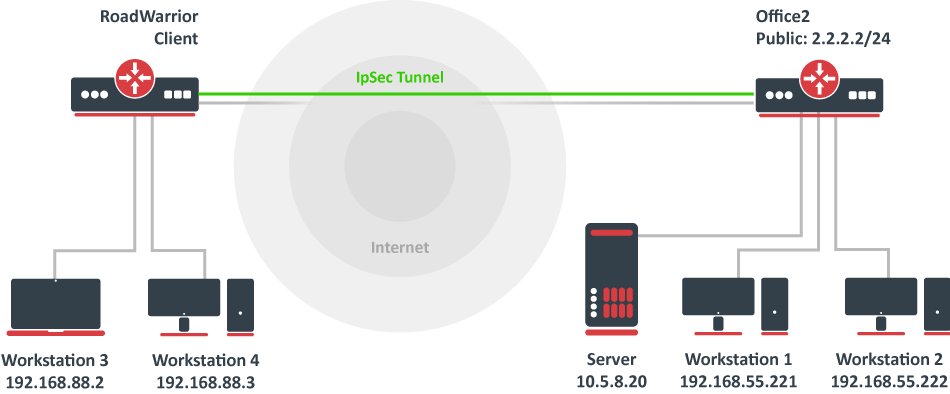 RoadWarrior
Client
Office2
Public: 2.2.2.2/24
IpSec Tunnel
Internet
Workstation 3
192.168.88.2
Workstation 4
192.168.88.3
Server
10.5.8.20
Workstation 1
192.168.55.221
Workstation 2
192.168.55.222